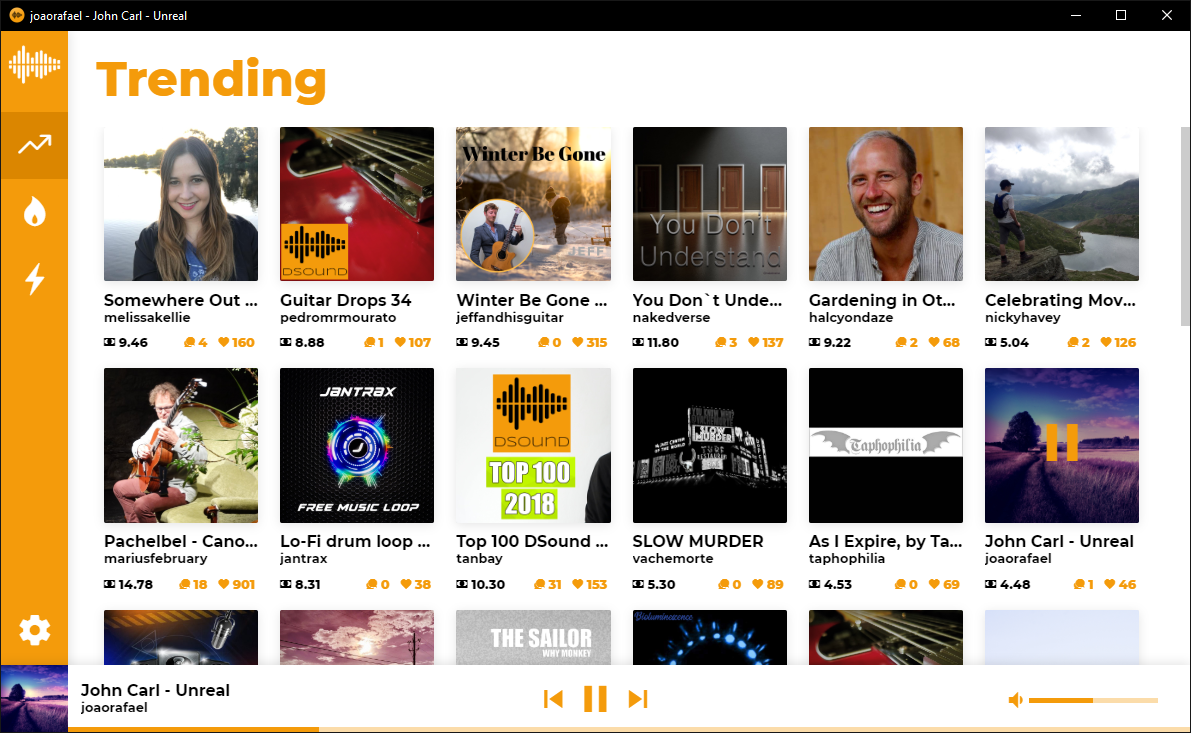 joaorafael - John Carl - Unreal
Trending
Winter Be Gone
JEFF
DSOUND
You Don't
Understand
Somewhere Out ...
melissakellie
9.46 4 160
Guitar Drops 34
pedromrmourato
8.88 1 107
Winter Be Gone ...
jeffandhisguitar
9.45 0 315
You Don`t Unde...
nakedverse
11.80 3 137
Gardening in Ot...
halcyondaze
9.22 2 68
Celebrating Mov...
nickyhavey
5.04 2 126
JANTRAX
FREE MUSIC LOOP
DSOUND
TOP 100
2018
SLOW
MURDER
Taphophilia
Pachelbel - Cano...
mariusfebruary
14.78 18 901
Lo-Fi drum loop ...
jantrax
8.31 0 38
Top 100 DSound ...
tanbay
10.30 31 153
SLOW MURDER
vachemorte
5.30 0 89
As I Expire, by Ta...
taphophilia
4.53 0 69
John Carl - Unreal
joaorafael
4.48 1 46
THE SAILOR
WHY MONKEY
Bioluminescence
John Carl - Unreal
joaorafael